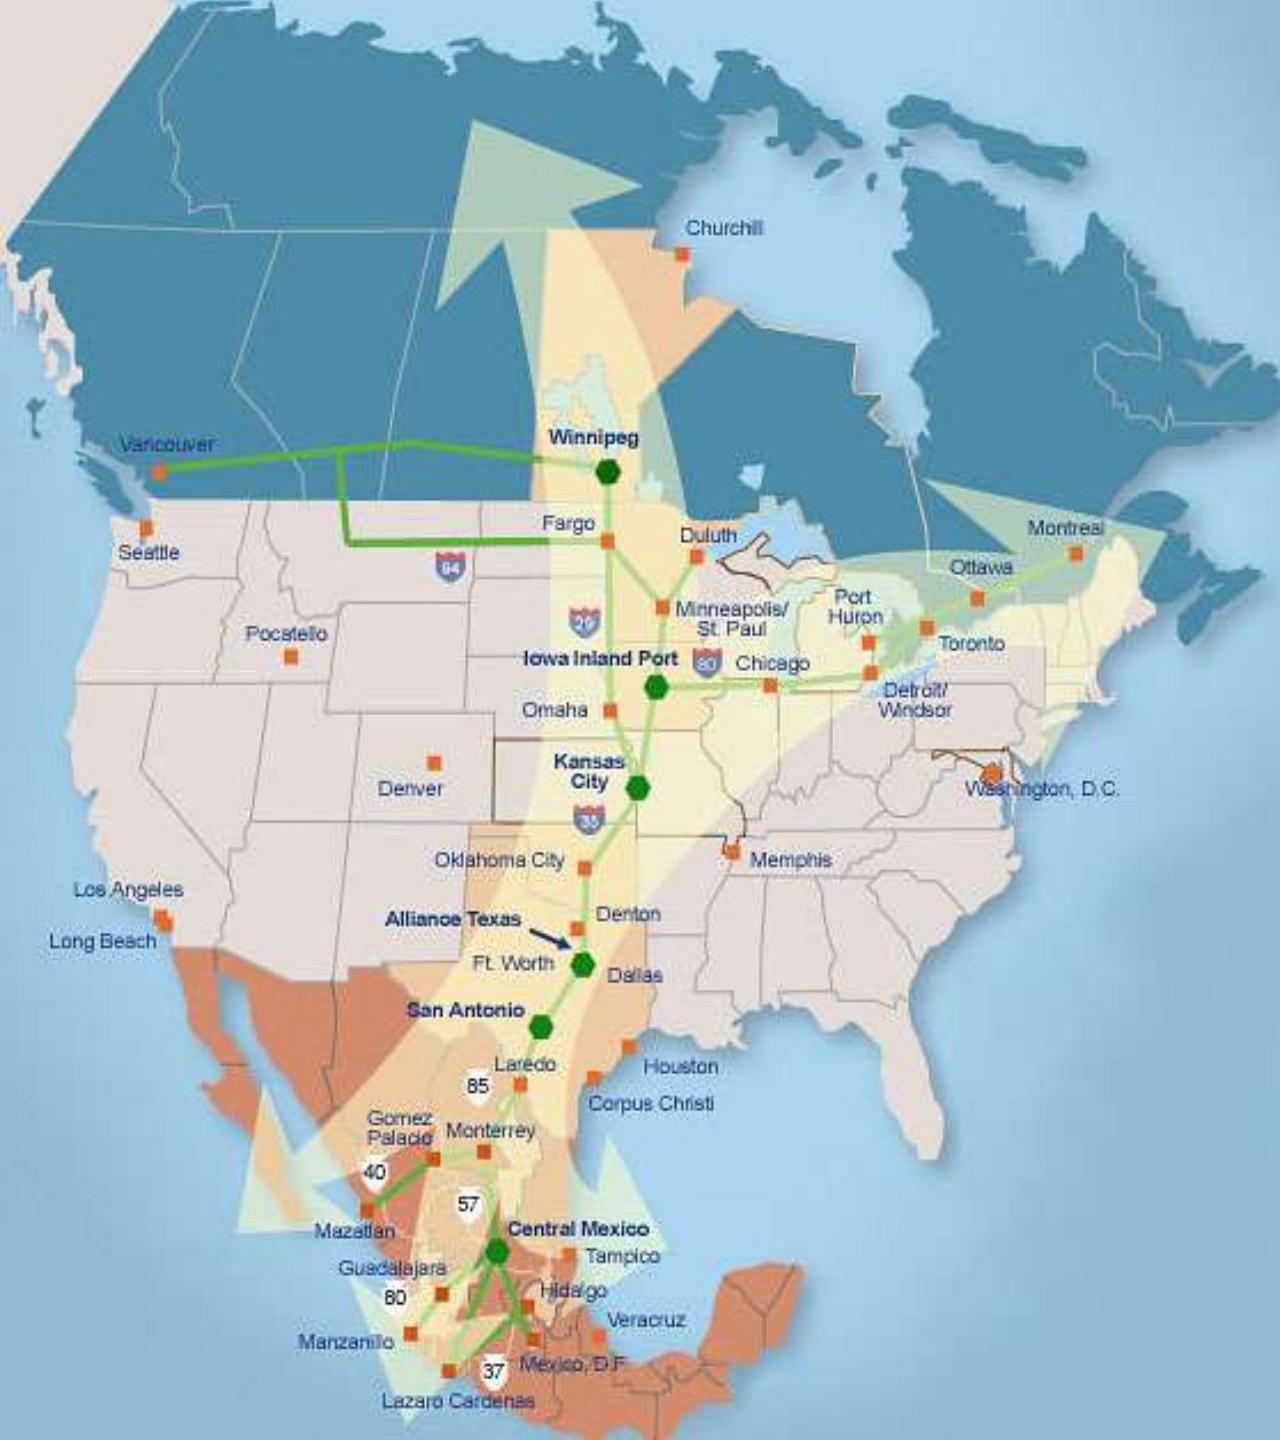 Churchill
Vancouver
Winnipeg
Seattle
Fargo
Duluth
Montreal
94
Ottawa
Pocatello
29
Minneapolis/
St. Paul
Port
Huron
Toronto
Iowa Inland Port
80
Chicago
Detroit/
Windsor
Omaha
Denver
Kansas
City
Washington, D.C.
35
Oklahoma City
Memphis
Los Angeles
Long Beach
Alliance Texas
Denton
Ft. Worth
Dallas
San Antonio
Laredo
Houston
85
Corpus Christi
Gomez
Palacio
Monterrey
40
57
Mazatlan
Central Mexico
Tampico
Guadalajara
80
Hidalgo
Veracruz
Manzanillo
37
Mexico, D.F.
Lazaro Cardenas